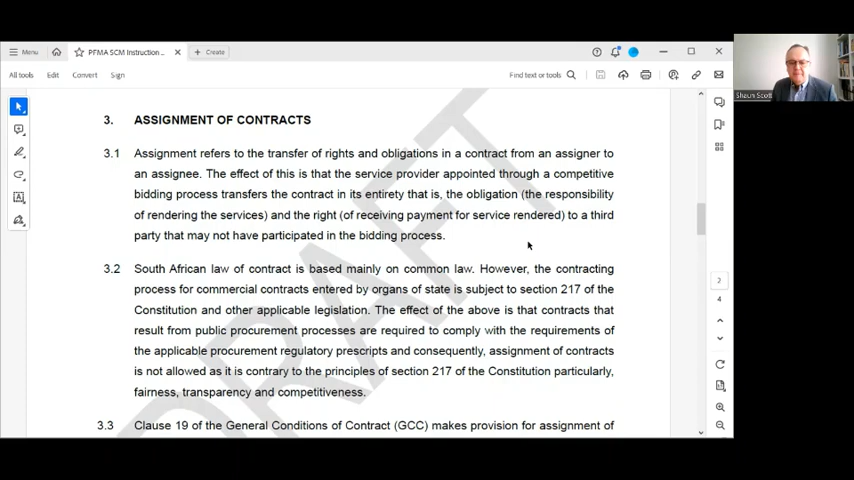 Menu
PFMA SCM Instruction ...
Create
All tools
Edit
Convert
Sign
Find text or tools
Shaun Scott
3. ASSIGNMENT OF CONTRACTS
3.1 Assignment refers to the transfer of rights and obligations in a contract from an assigner to
an assignee. The effect of this is that the service provider appointed through a competitive
bidding process transfers the contract in its entirety that is, the obligation (the responsibility
of rendering the services) and the right (of receiving payment for service rendered) to a third
party that may not have participated in the bidding process.
3.2 South African law of contract is based mainly on common law. However, the contracting
process for commercial contracts entered by organs of state is subject to section 217 of the
Constitution and other applicable legislation. The effect of the above is that contracts that
result from public procurement processes are required to comply with the requirements of
the applicable procurement regulatory prescripts and consequently, assignment of contracts
is not allowed as it is contrary to the principles of section 217 of the Constitution particularly,
fairness, transparency and competitiveness.
3.3 Clause 19 of the General Conditions of Contract (GCC) makes provision for assignment of
DRAFT
2
4